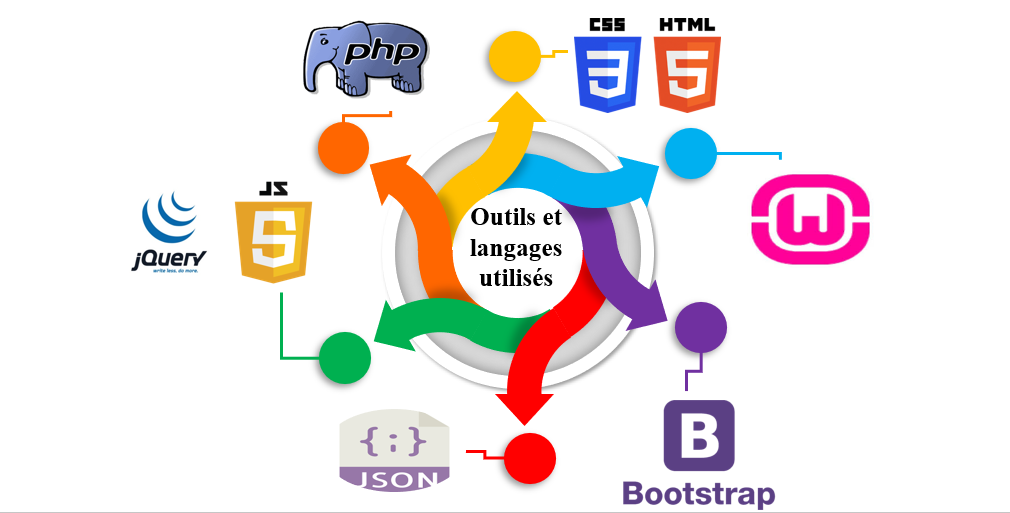 php
CSS HTML
3 5
JS
5
jQuery
write less. do more.
Outils et
langages
utilisés
W
{;}
JSON
B
Bootstrap